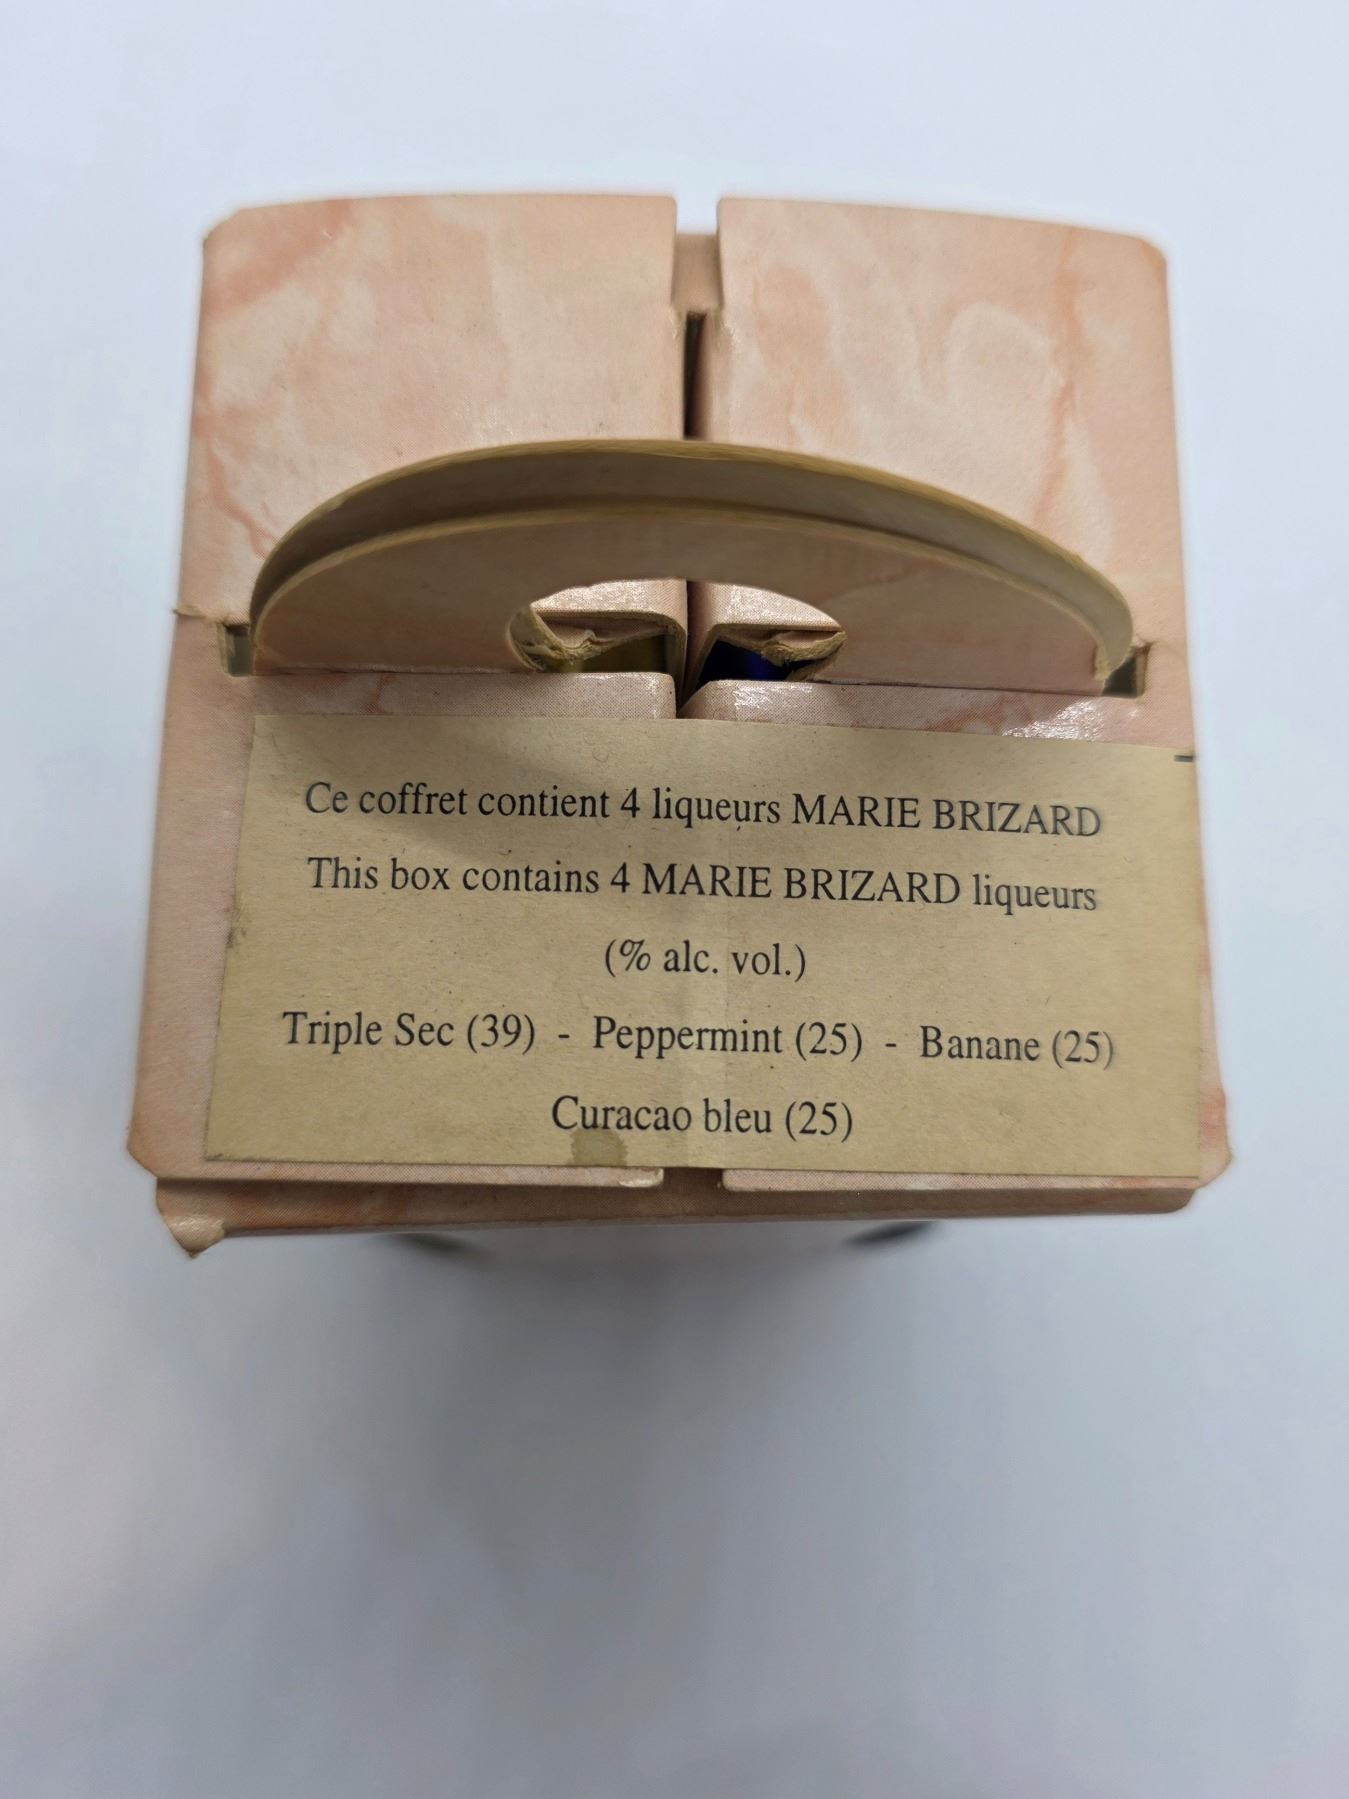 Ce coffret contient 4 liqueurs MARIE BRIZARD
This box contains 4 MARIE BRIZARD liqueurs
(% alc. vol.)
Triple Sec (39) - Peppermint (25) - Banane (25)
Curacao bleu (25)